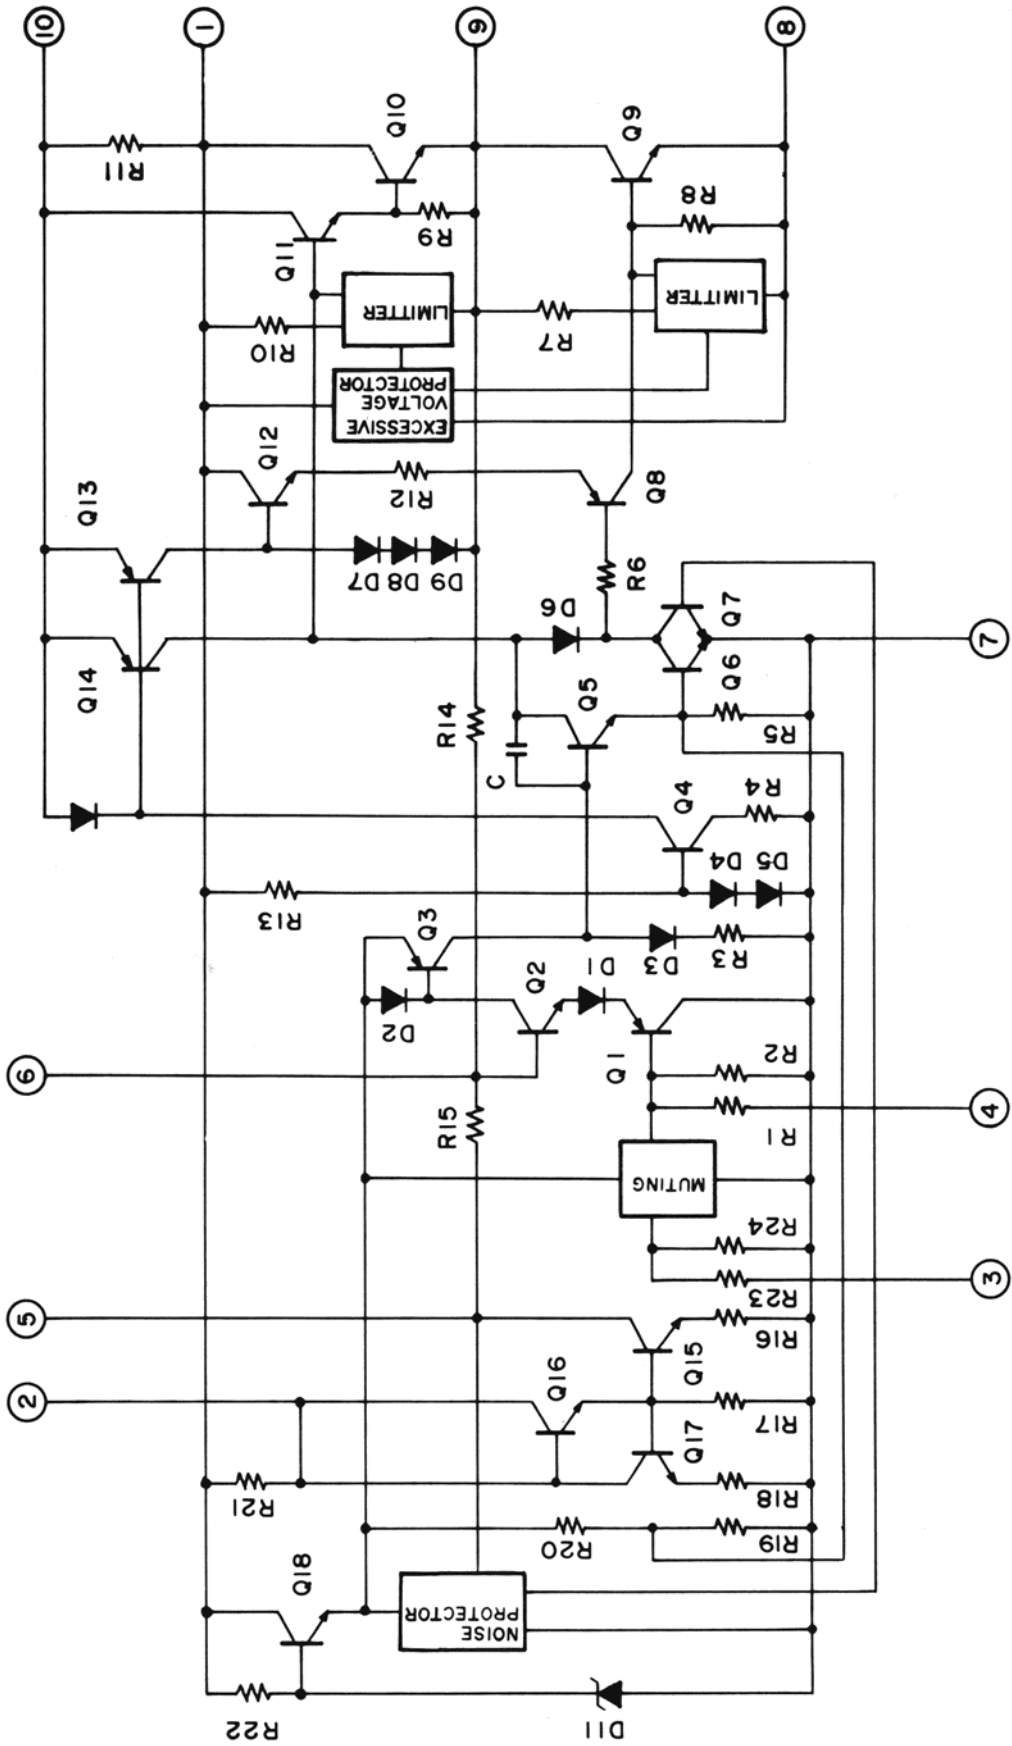 10
1
9
8
R11
Q10
Q9
Q11
R9
R8
R10
LIMITTER
R7
LIMITTER
EXCESSIVE
VOLTAGE
PROTECTOR
Q12
Q13
R12
Q8
D7
D8
D9
R6
D6
Q7
Q14
Q6
7
R14
Q5
R5
C
Q4
R4
D4
D5
R13
Q3
D1
D3
R3
D2
Q2
6
Q1
R2
R15
R1
4
MUTING
R24
R23
3
5
R16
Q15
2
Q16
R17
Q17
R21
R18
R20
R19
Q18
NOISE
PROTECTOR
R22
D11